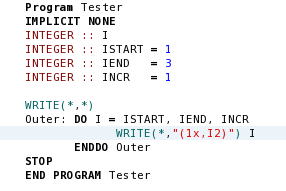 Program Tester
IMPLICIT NONE
INTEGER :: I
INTEGER :: ISTART = 1
INTEGER :: IEND = 3
INTEGER :: INCR = 1
WRITE(*,*)
Outer: DO I = ISTART, IEND, INCR
WRITE(*,"(1x,I2)") I
ENDDO Outer
STOP
END PROGRAM Tester